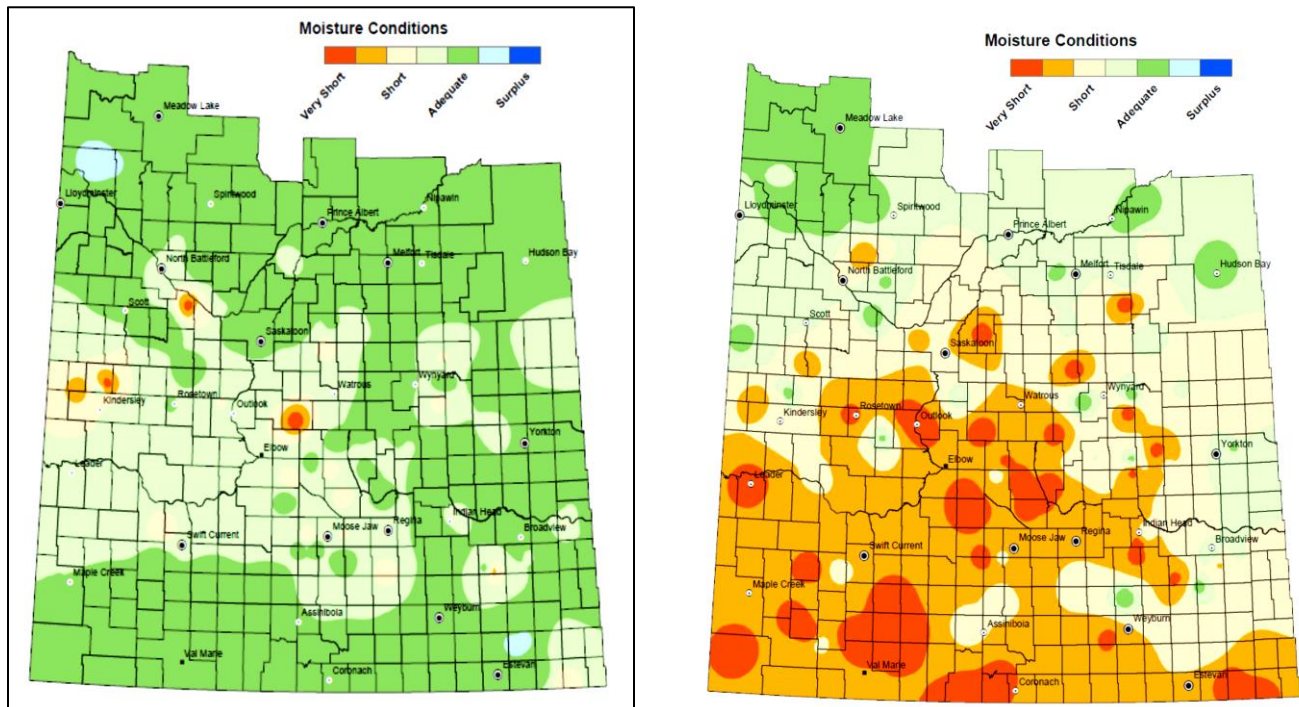 Moisture Conditions
Very Short
Short
Adequate
Surplus
Meadow Lake
Lloydminster
Spiritwood
Nipawin
Prince Albert
North Battleford
Melfort
Tisdale
Hudson Bay
Scott
Saskatoon
Watrous
Wynyard
Kindersley
Rosetown
Outlook
Elbow
Yorkton
Leader
Swift Current
Moose Jaw
Regina
Indian Head
Broadview
Maple Creek
Assiniboia
Weyburn
Val Marie
Coronach
Estevan
Moisture Conditions
Very Short
Short
Adequate
Surplus
Meadow Lake
Lloydminster
Spiritwood
Nipawin
Prince Albert
North Battleford
Melfort
Tisdale
Hudson Bay
Scott
Saskatoon
Watrous
Wynyard
Kindersley
Rosetown
Outlook
Elbow
Yorkton
Leader
Swift Current
Moose Jaw
Regina
Indian Head
Broadview
Maple Creek
Assiniboia
Weyburn
Val Marie
Coronach
Estevan